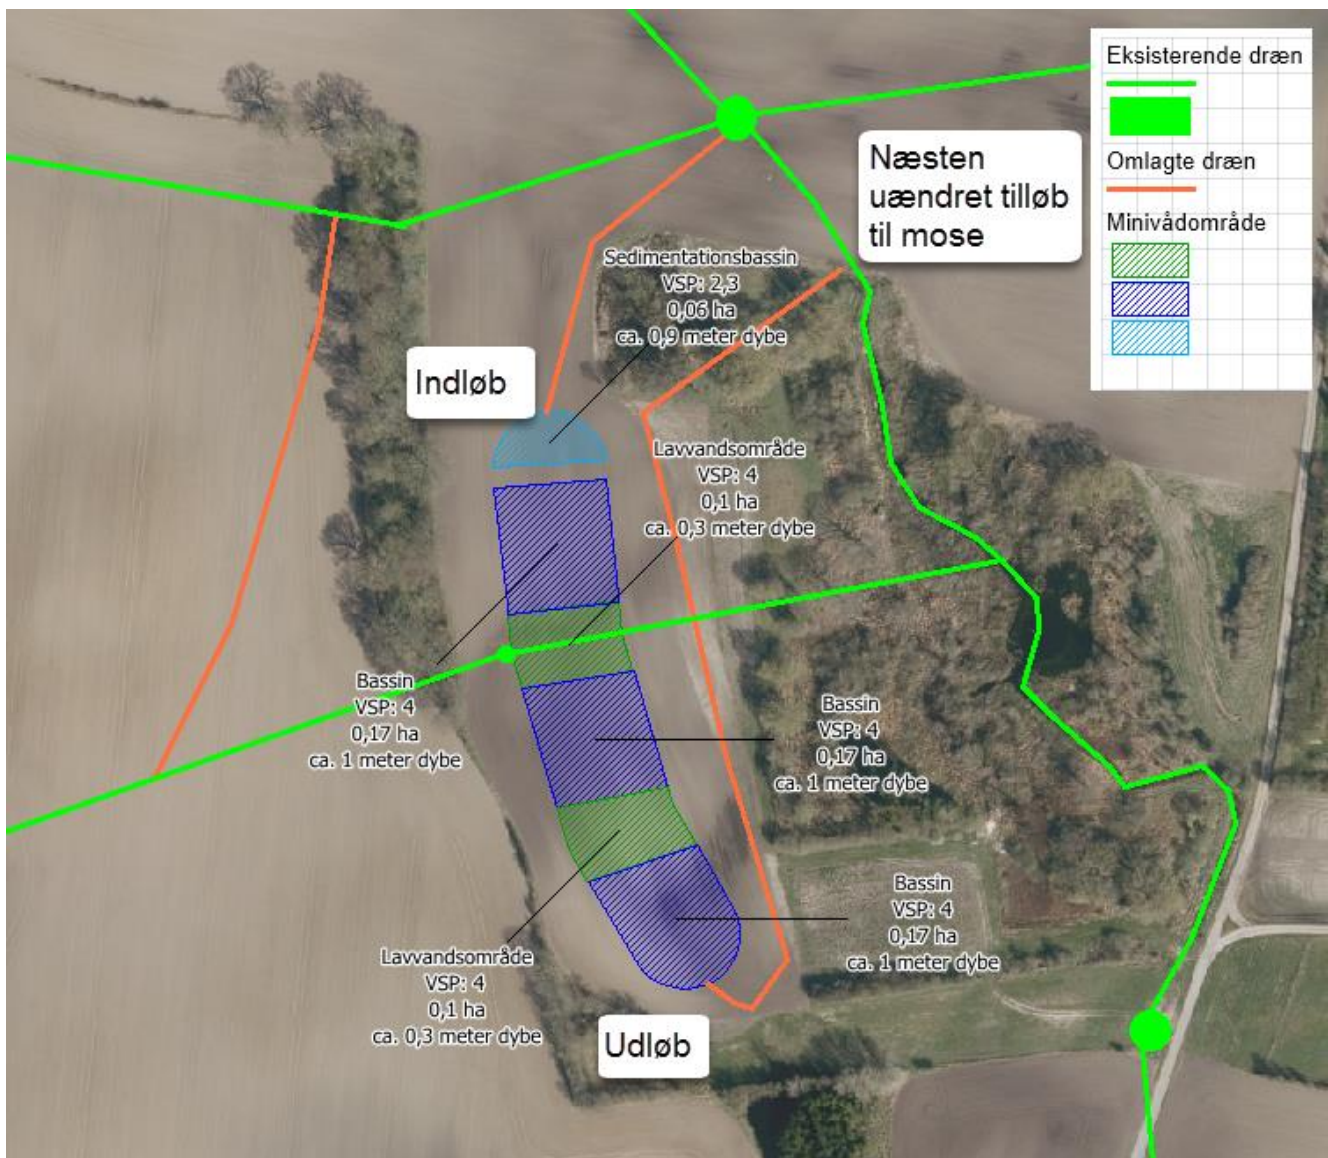 Eksisterende dræn
Omlagte dræn
Minivådområde
Næsten
uændret tilløb
til mose
Sedimentationsbassin
VSP: 2,3
0,06 ha
ca. 0,9 meter dybe
Indløb
Lavvandsområde
VSP: 4
0,1 ha
ca. 0,3 meter dybe
Bassin
VSP: 4
0,17 ha
ca. 1 meter dybe
Bassin
VSP: 4
0,17 ha
ca. 1 meter dybe
Bassin
VSP: 4
0,17 ha
ca. 1 meter dybe
Lavvandsområde
VSP: 4
0,1 ha
ca. 0,3 meter dybe
Udløb